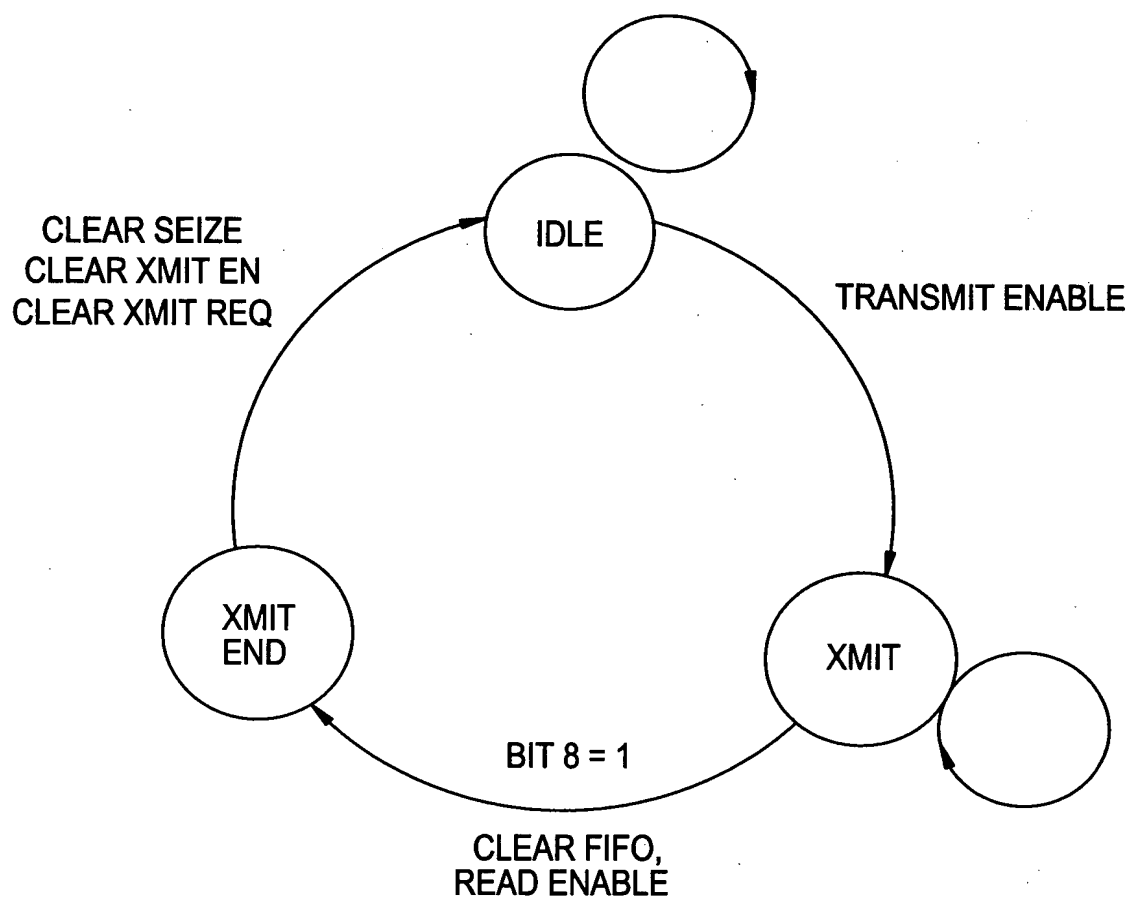 IDLE
TRANSMIT ENABLE
CLEAR SEIZE
CLEAR XMIT EN
CLEAR XMIT REQ
XMIT
XMIT
END
BIT 8 = 1
CLEAR FIFO,
READ ENABLE